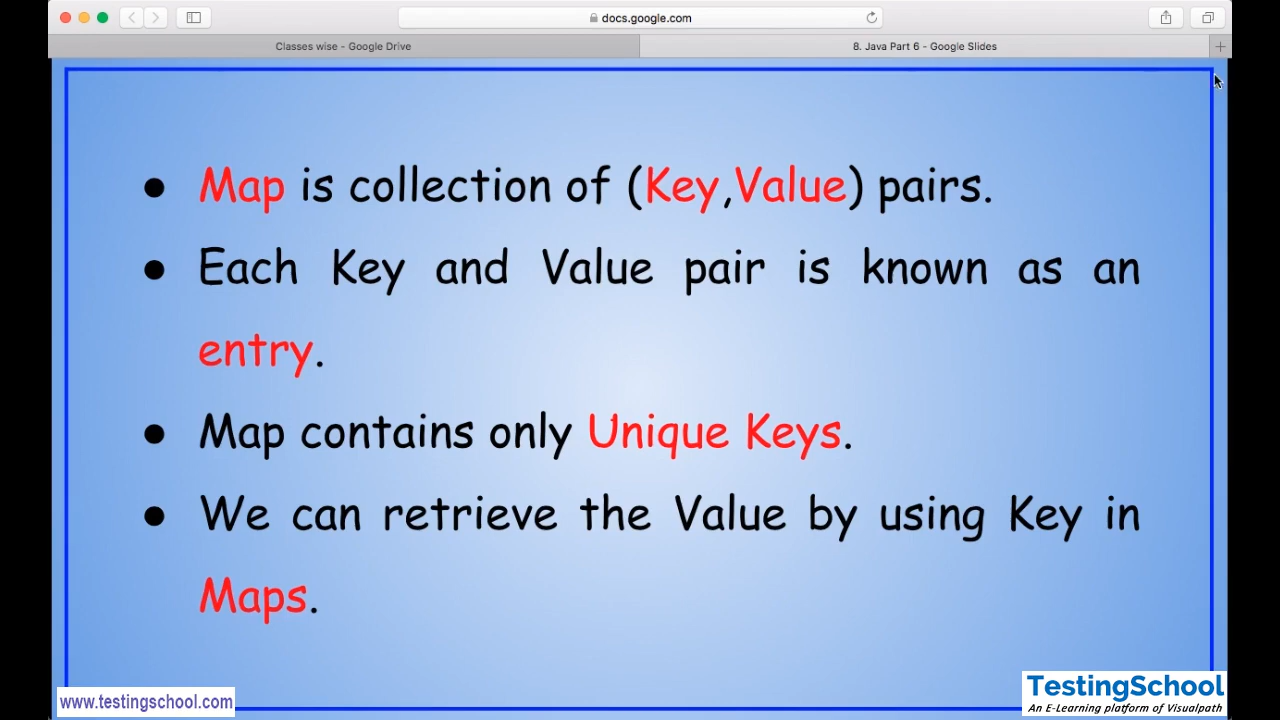 docs.google.com
Classes wise - Google Drive
8. Java Part 6 - Google Slides
● Map is collection of (Key,Value) pairs.
● Each Key and Value pair is known as an
entry.
● Map contains only Unique Keys.
● We can retrieve the Value by using Key in
Maps.
www.testingschool.com
TestingSchool
An E-Learning platform of Visualpath